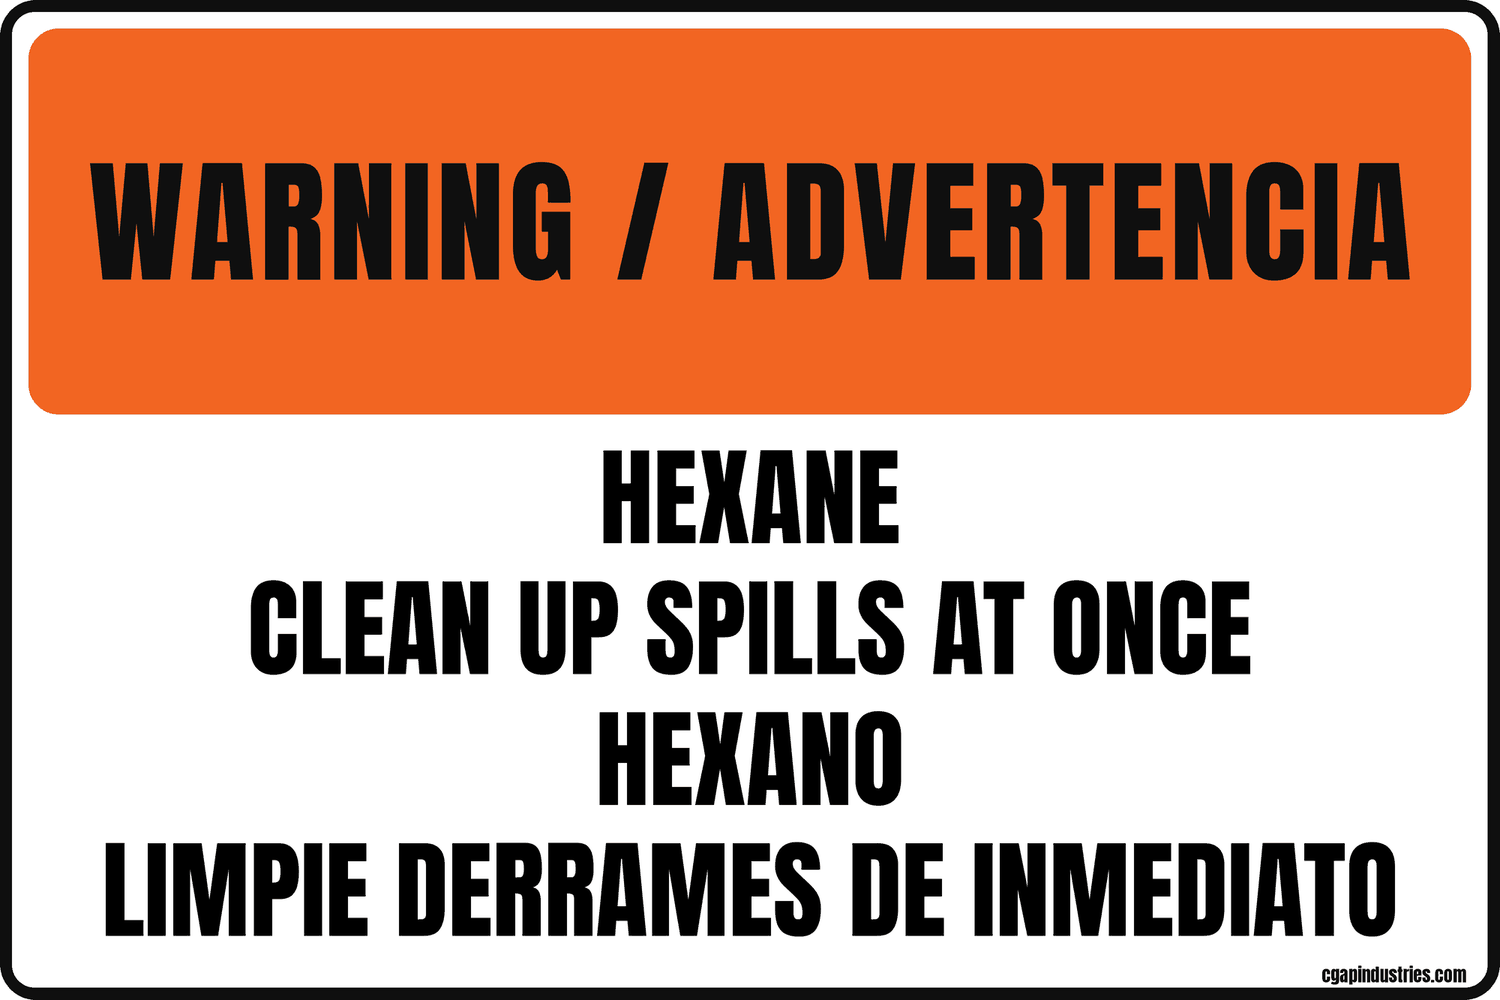 WARNING / ADVERTENCIA
HEXANE
CLEAN UP SPILLS AT ONCE
HEXANO
LIMPIE DERRAMES DE INMEDIATO
cgapindustries.com